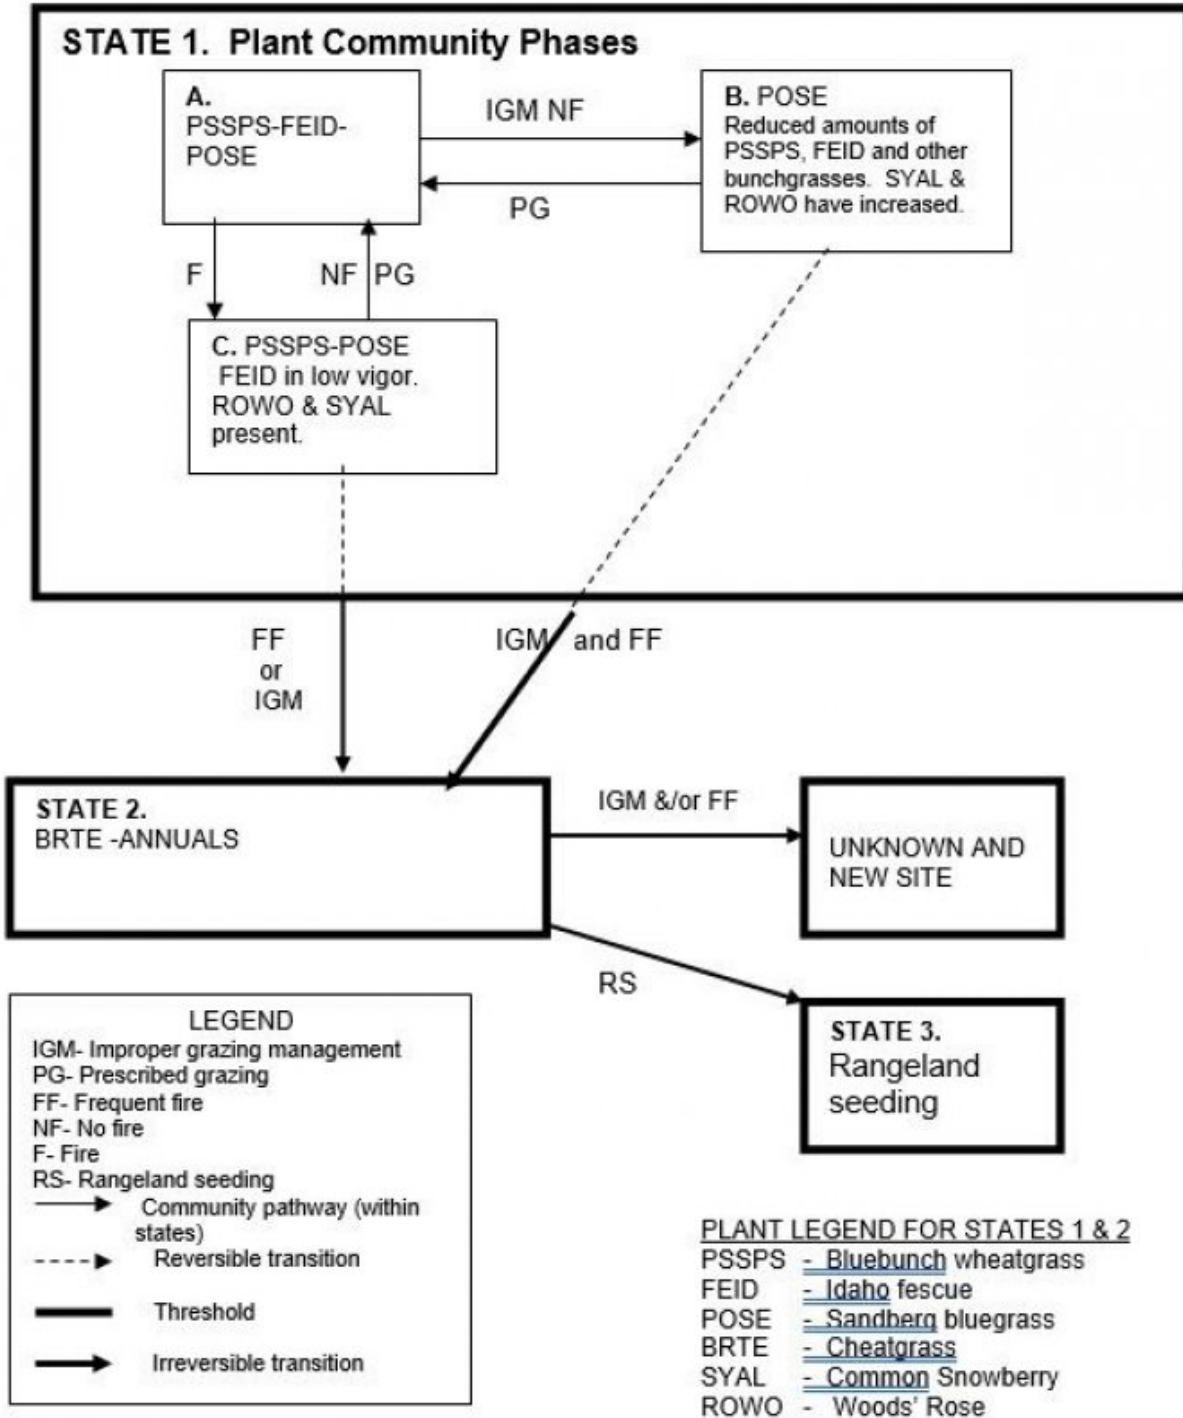 STATE 1. Plant Community Phases
A.
PSSPS-FEID-
POSE
IGM NF
PG
B. POSE
Reduced amounts of
PSSPS, FEID and other
bunchgrasses. SYAL &
ROWO have increased.
F
NF PG
C. PSSPS-POSE
FEID in low vigor.
ROWO & SYAL
present.
FF
or
IGM
IGM and FF
STATE 2.
BRTE -ANNUALS
IGM &/or FF
UNKNOWN AND
NEW SITE
RS
STATE 3.
Rangeland
seeding
LEGEND
IGM- Improper grazing management
PG- Prescribed grazing
FF- Frequent fire
NF- No fire
F- Fire
RS- Rangeland seeding
Community pathway (within
states)
Reversible transition
Threshold
Irreversible transition
PLANT LEGEND FOR STATES 1 & 2
PSSPS - Bluebunch wheatgrass
FEID - Idaho fescue
POSE - Sandberg bluegrass
BRTE - Cheatgrass
SYAL - Common Snowberry
ROWO - Woods' Rose